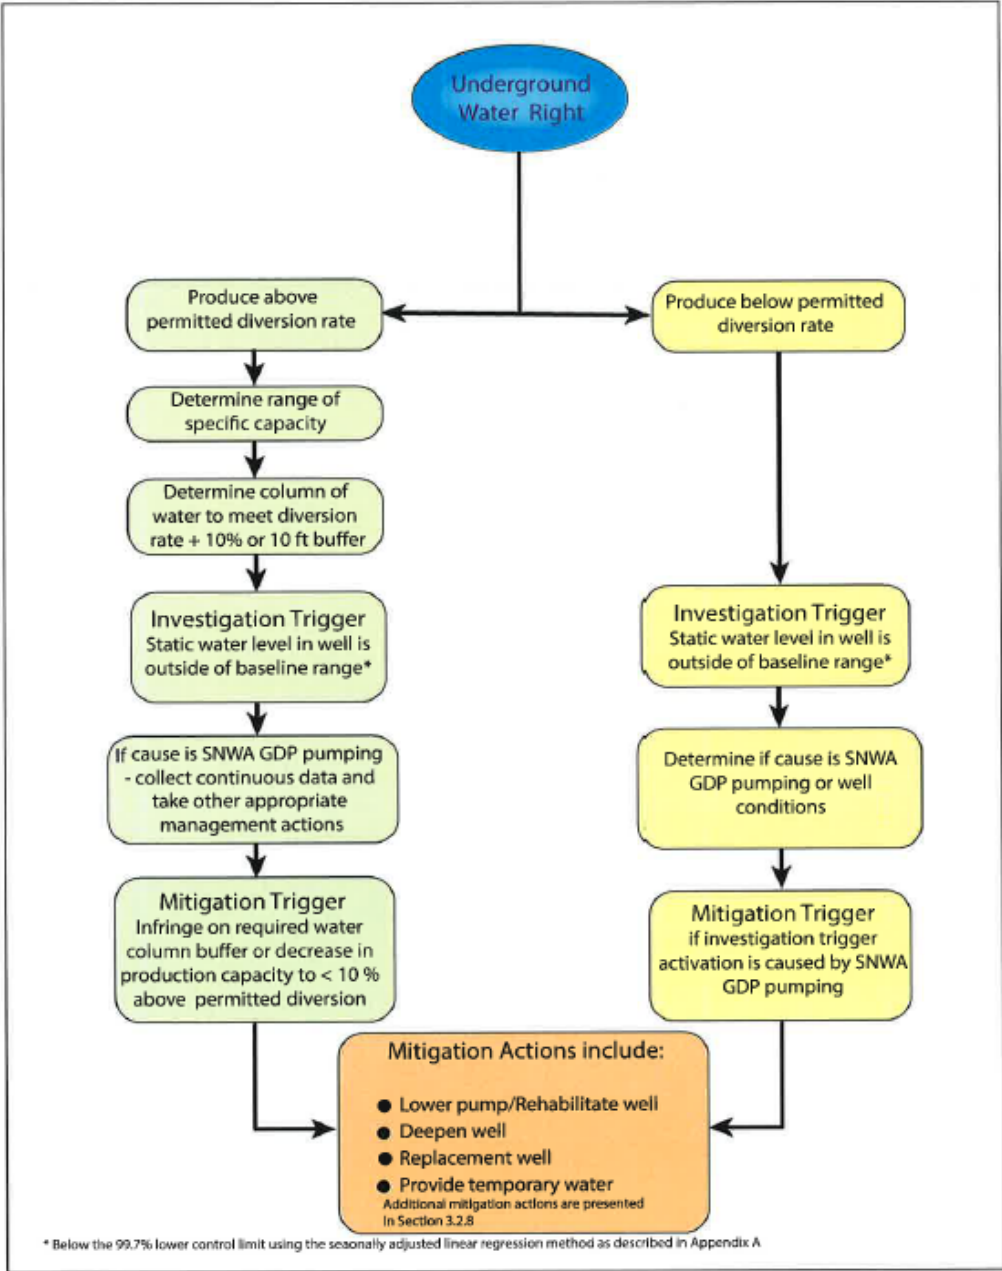 Underground
Water Right
Produce above
permitted diversion rate
Produce below permitted
diversion rate
Determine range of
specific capacity
Determine column of
water to meet diversion
rate + 10% or 10 ft buffer
Investigation Trigger
Static water level in well is
outside of baseline range*
Investigation Trigger
Static water level in well is
outside of baseline range*
If cause is SNWA GDP pumping
- collect continuous data and
take other appropriate
management actions
Determine if cause is SNWA
GDP pumping or well
conditions
Mitigation Trigger
Infringe on required water
column buffer or decrease in
production capacity to < 10 %
above permitted diversion
Mitigation Trigger
if investigation trigger
activation is caused by SNWA
GDP pumping
Mitigation Actions include:
● Lower pump/Rehabilitate well
● Deepen well
● Replacement well
● Provide temporary water
Additional mitigation actions are presented
in Section 3.2.8
* Below the 99.7% lower control limit using the seaonally adjusted linear regression method as described in Appendix A